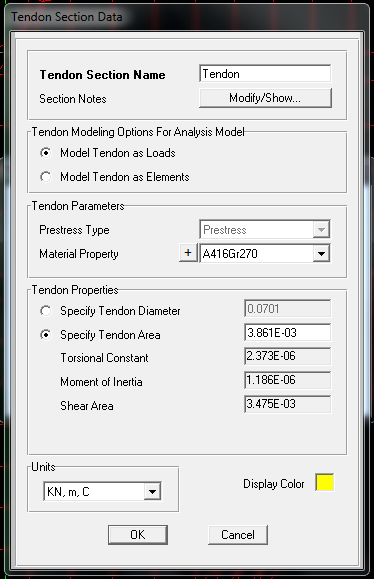 Tendon Section Data
Tendon Section Name Tendon
Section Notes Modify/Show...
Tendon Modeling Options For Analysis Model
Model Tendon as Loads
Model Tendon as Elements
Tendon Parameters
Prestress Type Prestress
Material Property + A416Gr270
Tendon Properties
Specify Tendon Diameter 0.0701
Specify Tendon Area 3.861E-03
Torsional Constant 2.373E-06
Moment of Inertia 1.186E-06
Shear Area 3.475E-03
Units
KN, m, C
Display Color
OK Cancel